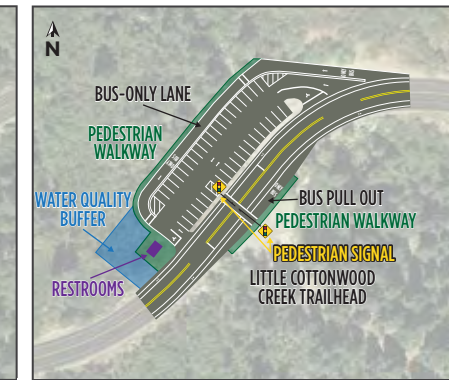 N
BUS-ONLY LANE
PEDESTRIAN
WALKWAY
WATER QUALITY
BUFFER
BUS PULL OUT
PEDESTRIAN WALKWAY
PEDESTRIAN SIGNAL
RESTROOMS
LITTLE COTTONWOOD
CREEK TRAILHEAD